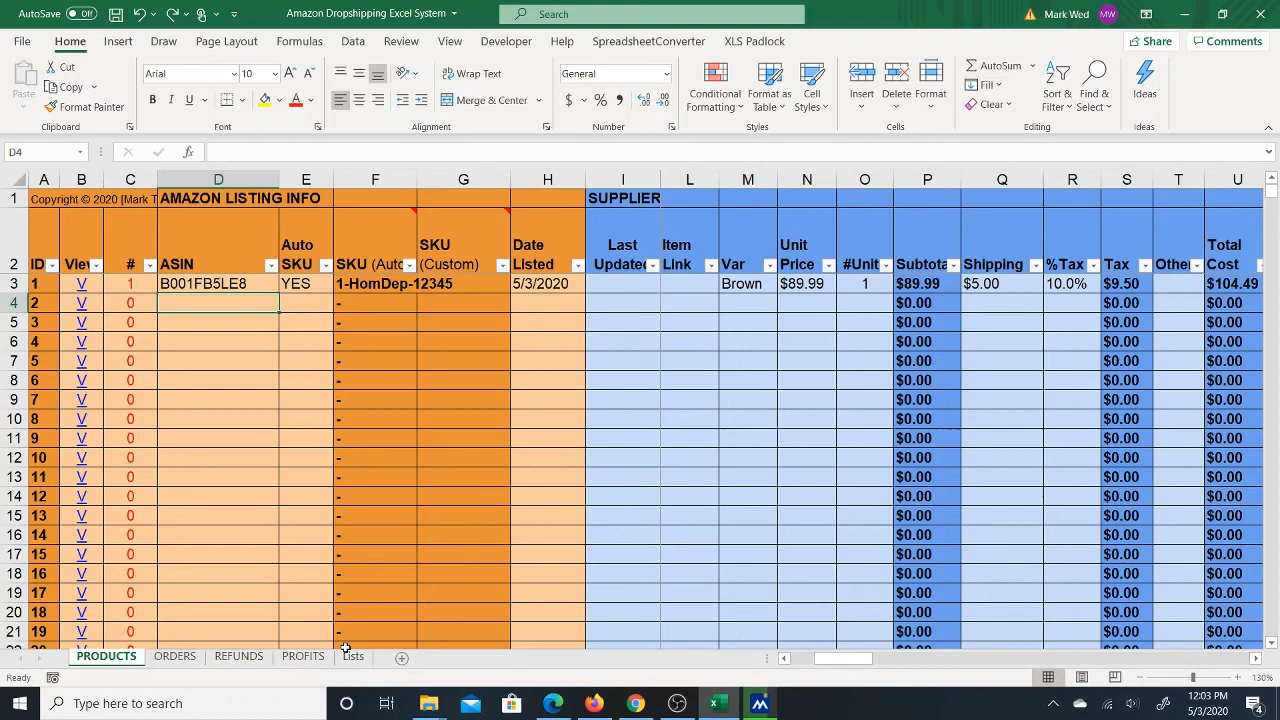 AutoSave Off Amazon Dropshipping Excel System Search Mark Wed MW
File Home Insert Draw Page Layout Formulas Data Review View Developer Help SpreadsheetConverter XLS Padlock Share Comments
Paste Cut Copy Format Painter Clipboard
Arial 10 B I U Font
Wrap Text Merge & Center Alignment
General $ % Number
Conditional Formatting Format as Table Cell Styles Styles
Insert Delete Format Cells
AutoSum Fill Clear Sort & Filter Find & Select Editing
Ideas Ideas
D4 fx
A B C D E F G H I L M N O P Q R S T U
1 Copyright © 2020 [Mark T AMAZON LISTING INFO SUPPLIER
2 ID View # ASIN Auto SKU SKU (Auto SKU (Custom) Date Listed Last Updated Item Link Var Unit Price #Unit Subtota Shipping %Tax Tax Other Total Cost
3 1 V 1 B001FB5LE8 YES 1-HomDep-12345 5/3/2020 Brown $89.99 1 $89.99 $5.00 10.0% $9.50 $104.49
4 2 V 0 - $0.00 $0.00 $0.00
5 3 V 0 - $0.00 $0.00 $0.00
6 4 V 0 - $0.00 $0.00 $0.00
7 5 V 0 - $0.00 $0.00 $0.00
8 6 V 0 - $0.00 $0.00 $0.00
9 7 V 0 - $0.00 $0.00 $0.00
10 8 V 0 - $0.00 $0.00 $0.00
11 9 V 0 - $0.00 $0.00 $0.00
12 10 V 0 - $0.00 $0.00 $0.00
13 11 V 0 - $0.00 $0.00 $0.00
14 12 V 0 - $0.00 $0.00 $0.00
15 13 V 0 - $0.00 $0.00 $0.00
16 14 V 0 - $0.00 $0.00 $0.00
17 15 V 0 - $0.00 $0.00 $0.00
18 16 V 0 - $0.00 $0.00 $0.00
19 17 V 0 - $0.00 $0.00 $0.00
20 18 V 0 - $0.00 $0.00 $0.00
21 19 V 0 - $0.00 $0.00 $0.00
PRODUCTS ORDERS REFUNDS PROFITS Lists
Ready 130%
Type here to search 12:03 PM
5/3/2020